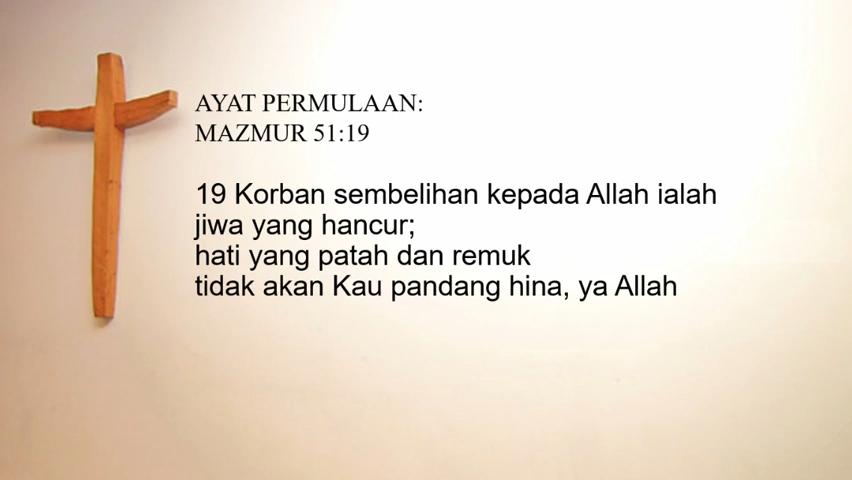 AYAT PERMULAAN:
MAZMUR 51:19
19 Korban sembelihan kepada Allah ialah
jiwa yang hancur;
hati yang patah dan remuk
tidak akan Kau pandang hina, ya Allah